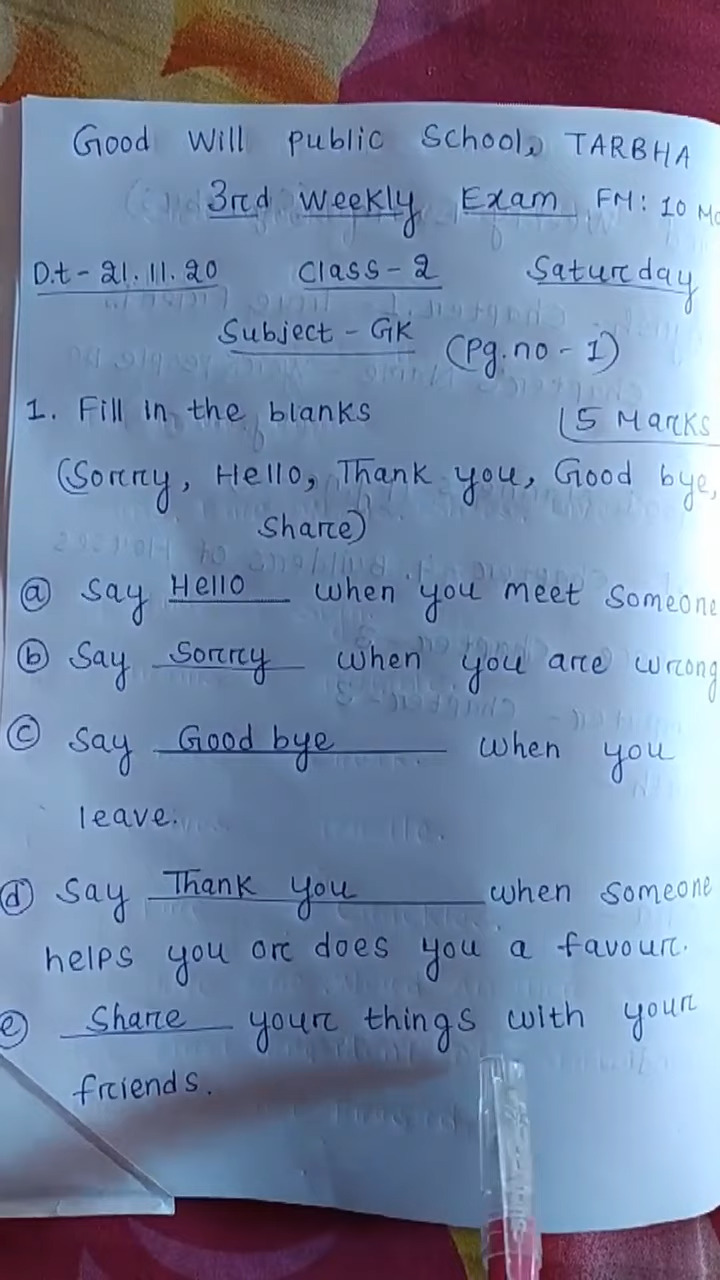 Good Will public School, TARBHA
3rd Weekly Exam FM: 10
D.t - 21.11.20 Class - 2 Saturday
Subject - GK (Pg.no - 1)
1. Fill in the blanks 5 Marks
(Sorry, Hello, Thank you, Good bye,
Share)
(a) Say Hello when you meet someone
(b) Say Sorry when you are wrong
(c) Say Good bye when you
leave.
(d) Say Thank you when someone
helps you or does you a favour.
(e) Share your things with your
friends.